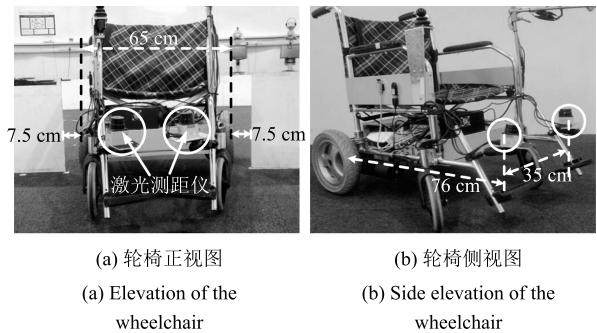 65 cm
7.5 cm
7.5 cm
激光测距仪
76 cm
35 cm
(a) 轮椅正视图
(b) 轮椅侧视图
(a) Elevation of the
wheelchair
(b) Side elevation of the
wheelchair